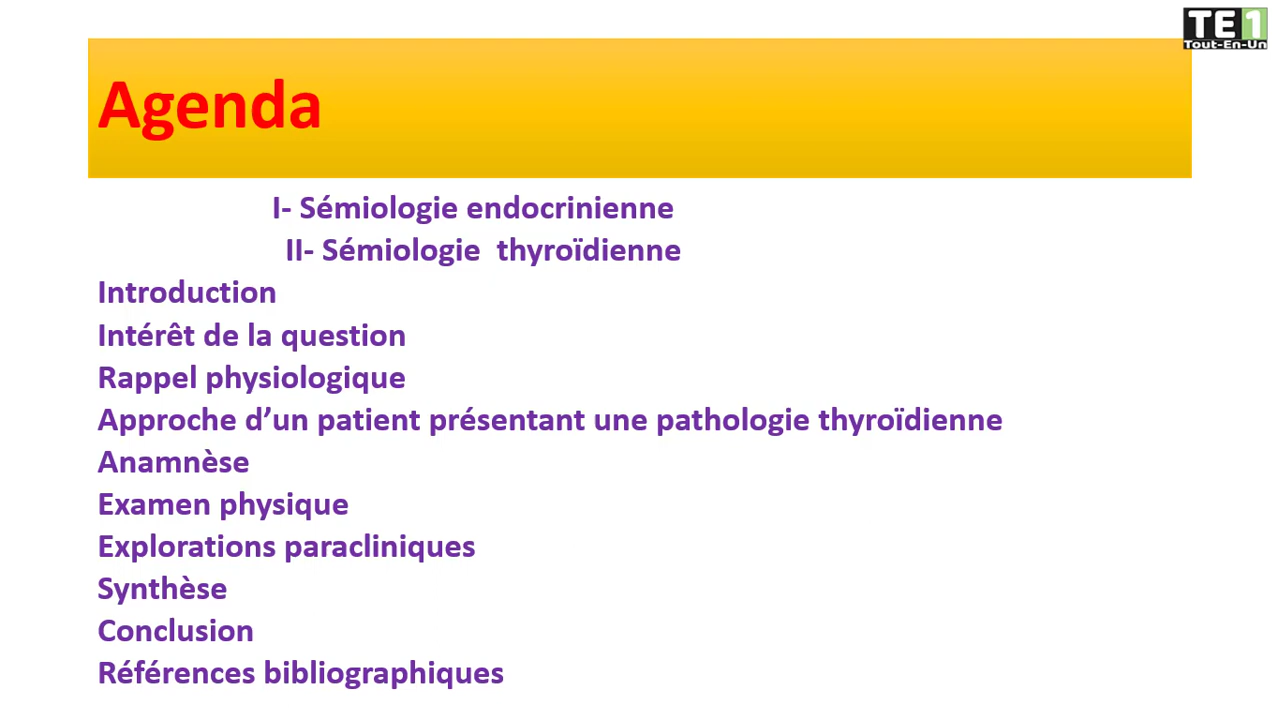 TE1
Tout-En-Un
Agenda
I- Sémiologie endocrinienne
II- Sémiologie thyroïdienne
Introduction
Intérêt de la question
Rappel physiologique
Approche d’un patient présentant une pathologie thyroïdienne
Anamnèse
Examen physique
Explorations paracliniques
Synthèse
Conclusion
Références bibliographiques